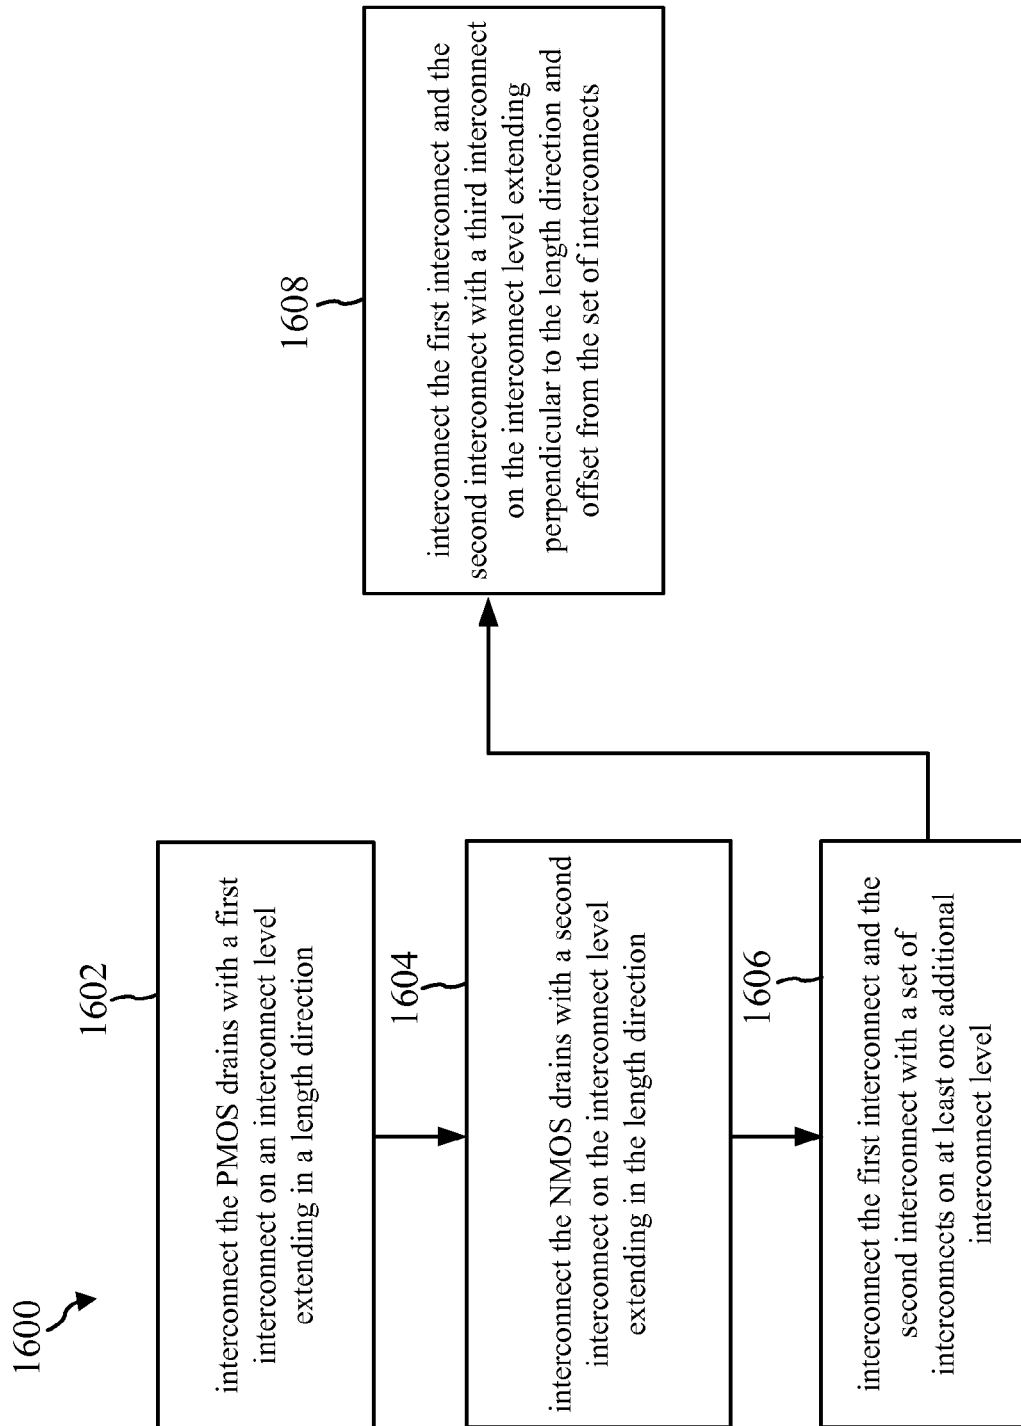 1600
1602
interconnect the PMOS drains with a first
interconnect on an interconnect level
extending in a length direction
1604
interconnect the NMOS drains with a second
interconnect on the interconnect level
extending in the length direction
1606
interconnect the first interconnect and the
second interconnect with a set of
interconnects on at least one additional
interconnect level
1608
interconnect the first interconnect and the
second interconnect with a third interconnect
on the interconnect level extending
perpendicular to the length direction and
offset from the set of interconnects